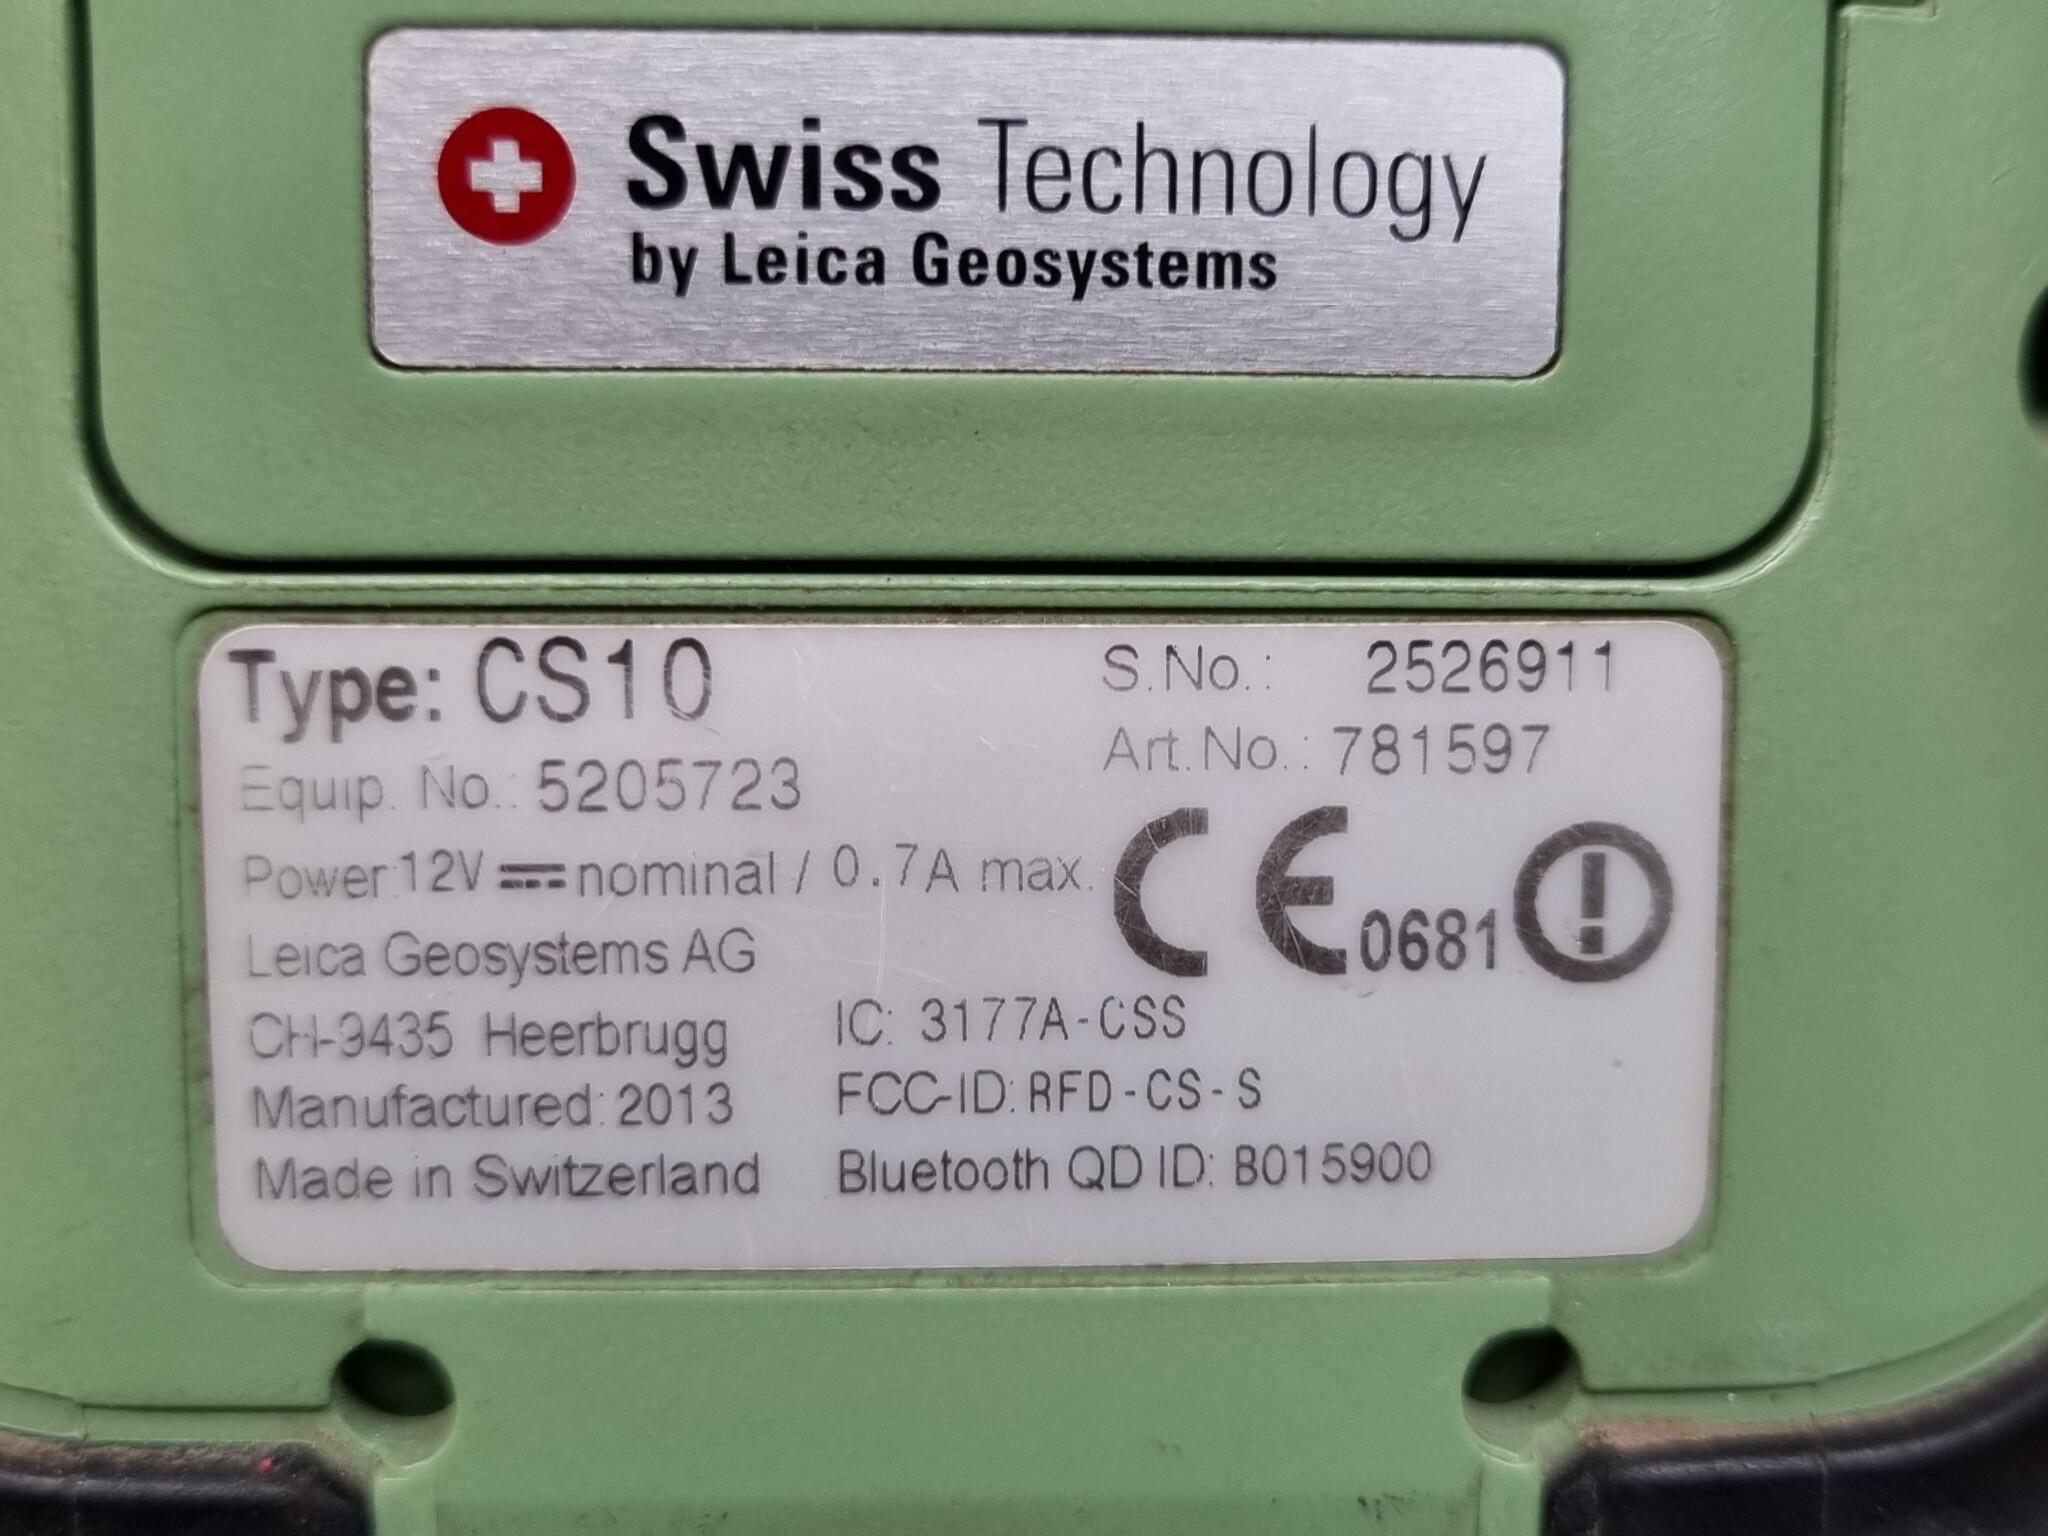 Swiss Technology
by Leica Geosystems
Type: CS10
S.No.: 2526911
Equip. No.: 5205723
Art.No.: 781597
Power:12V nominal / 0.7A max.
CE 0681
Leica Geosystems AG
CH-9435 Heerbrugg
IC: 3177A-CSS
Manufactured: 2013
FCC-ID: RFD-CS-S
Made in Switzerland
Bluetooth QD ID: B015900